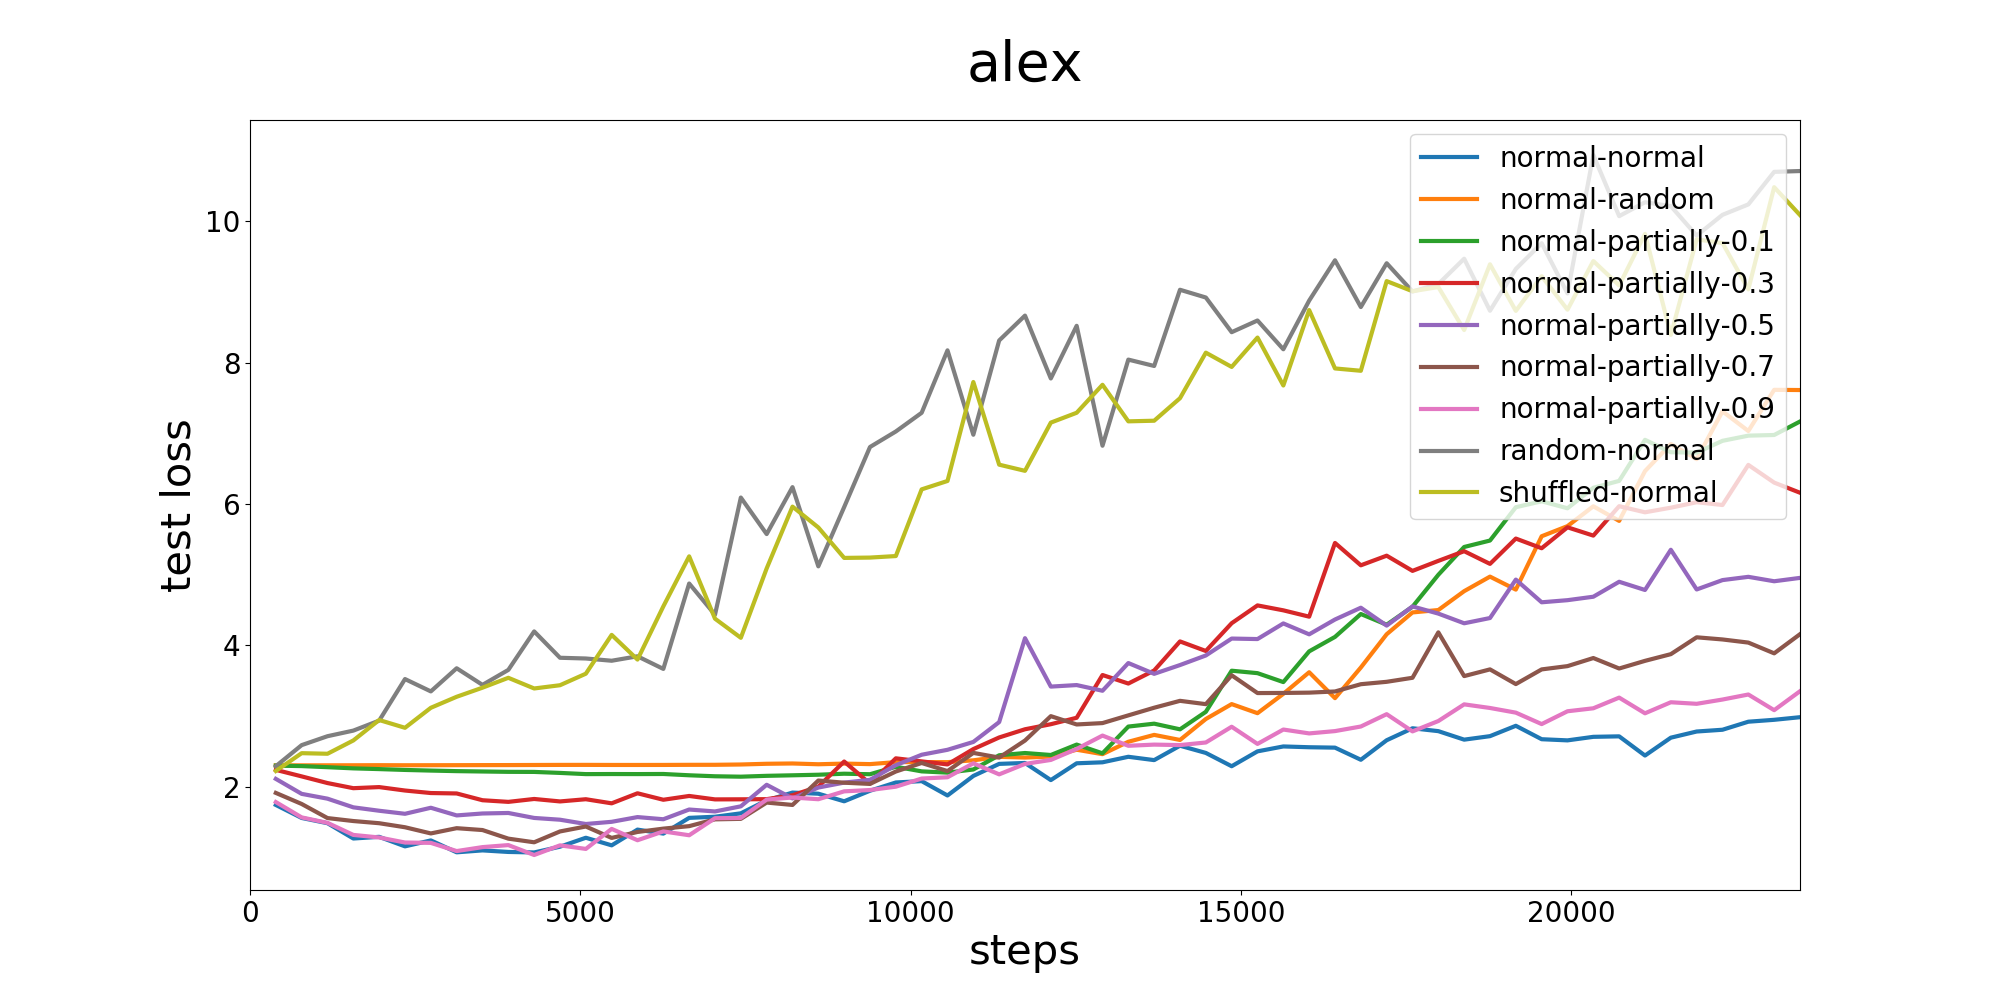 alex
test loss
10
8
6
4
2
0 5000 10000 15000 20000
steps
normal-normal
normal-random
normal-partially-0.1
normal-partially-0.3
normal-partially-0.5
normal-partially-0.7
normal-partially-0.9
random-normal
shuffled-normal